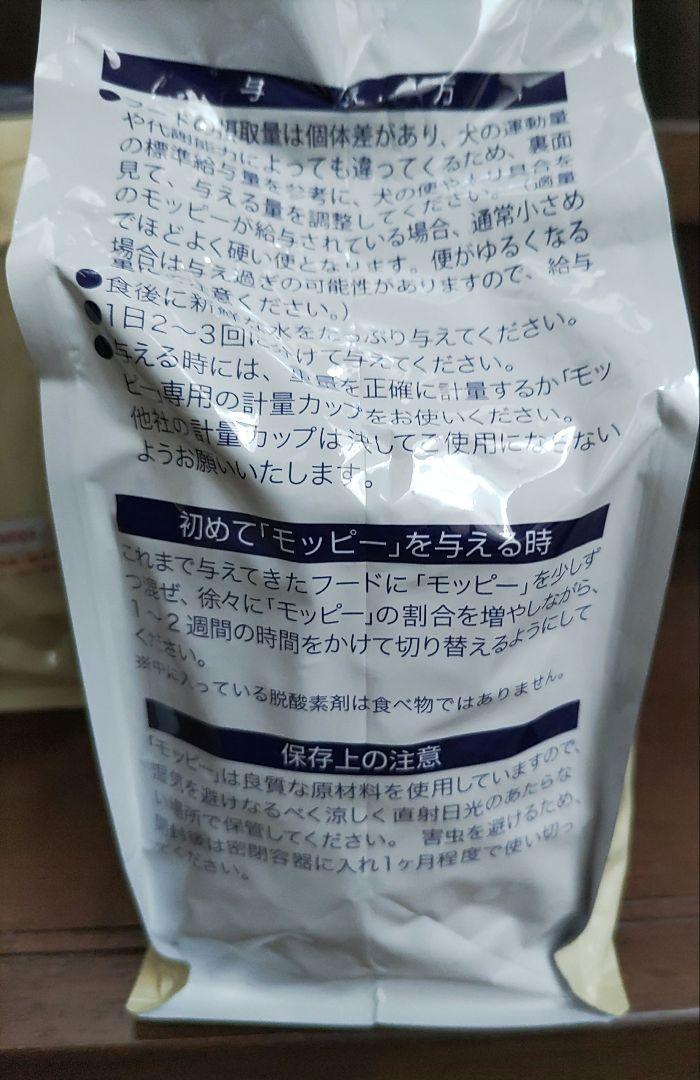 与え方
●フードの摂取量は個体差があり、犬の運動量
や代謝能力によっても違ってくるため、裏面
の標準給与量を参考に、犬の便や太り具合を
見て、与える量を調整してください。(適量
のモッピーが給与されている場合、通常小さめ
でほどよく硬い便となります。便がゆるくなる
場合は与え過ぎの可能性がありますので、給与
量にご注意ください。)
●食後に新鮮な水をたっぷり与えてください。
●1日2〜3回に分けて与えてください。
●与える時には、重量を正確に計量するか「モッ
ピー」専用の計量カップをお使いください。
他社の計量カップは決してご使用にならない
ようお願いいたします。
初めて「モッピー」を与える時
これまで与えてきたフードに「モッピー」を少しず
つ混ぜ、徐々に「モッピー」の割合を増やしながら、
1〜2週間の時間をかけて切り替えるようにして
ください。
※中に入っている脱酸素剤は食べ物ではありません。
保存上の注意
「モッピー」は良質な原材料を使用していますので、
湿気を避けなるべく涼しく直射日光のあたらな
い場所で保管してください。 害虫を避けるため、
開封後は密閉容器に入れ1ヶ月程度で使い切っ
てください。